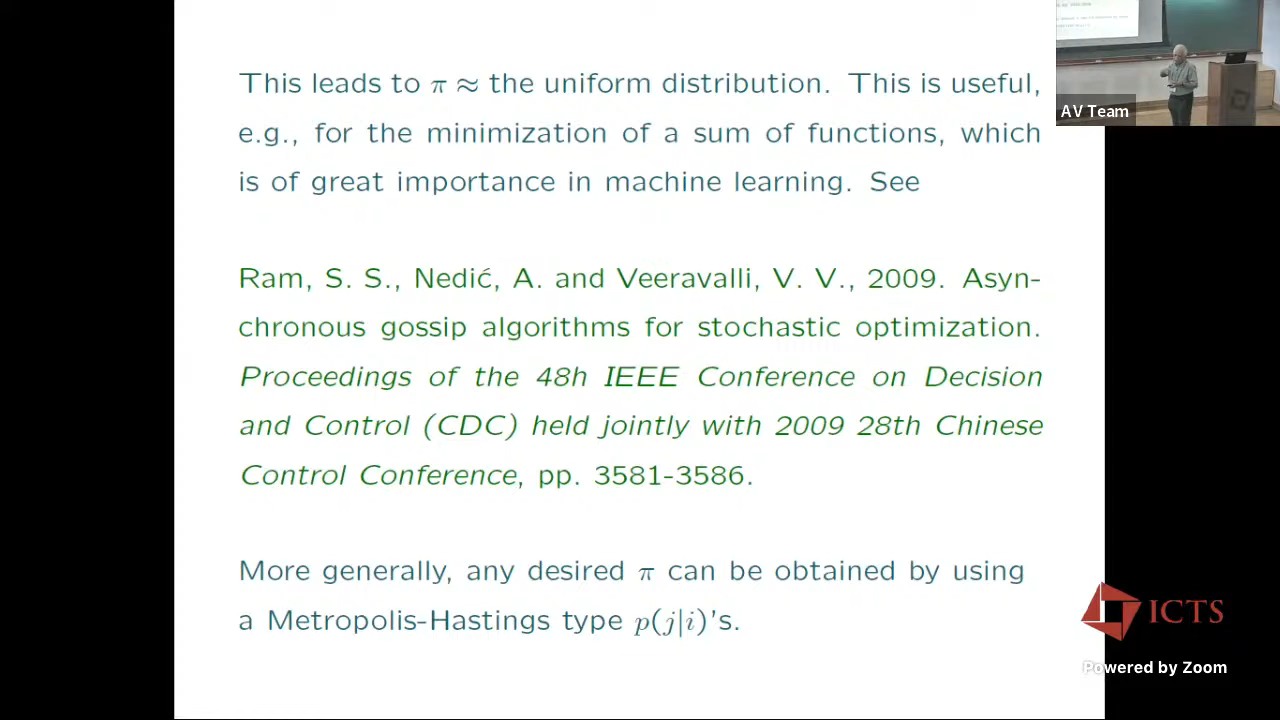 This leads to π ≈ the uniform distribution. This is useful,
e.g., for the minimization of a sum of functions, which
is of great importance in machine learning. See
Ram, S. S., Nedić, A. and Veeravalli, V. V., 2009. Asyn-
chronous gossip algorithms for stochastic optimization.
Proceedings of the 48h IEEE Conference on Decision
and Control (CDC) held jointly with 2009 28th Chinese
Control Conference, pp. 3581-3586.
More generally, any desired π can be obtained by using
a Metropolis-Hastings type p(j|i)'s.
AV Team
ICTS
Powered by Zoom